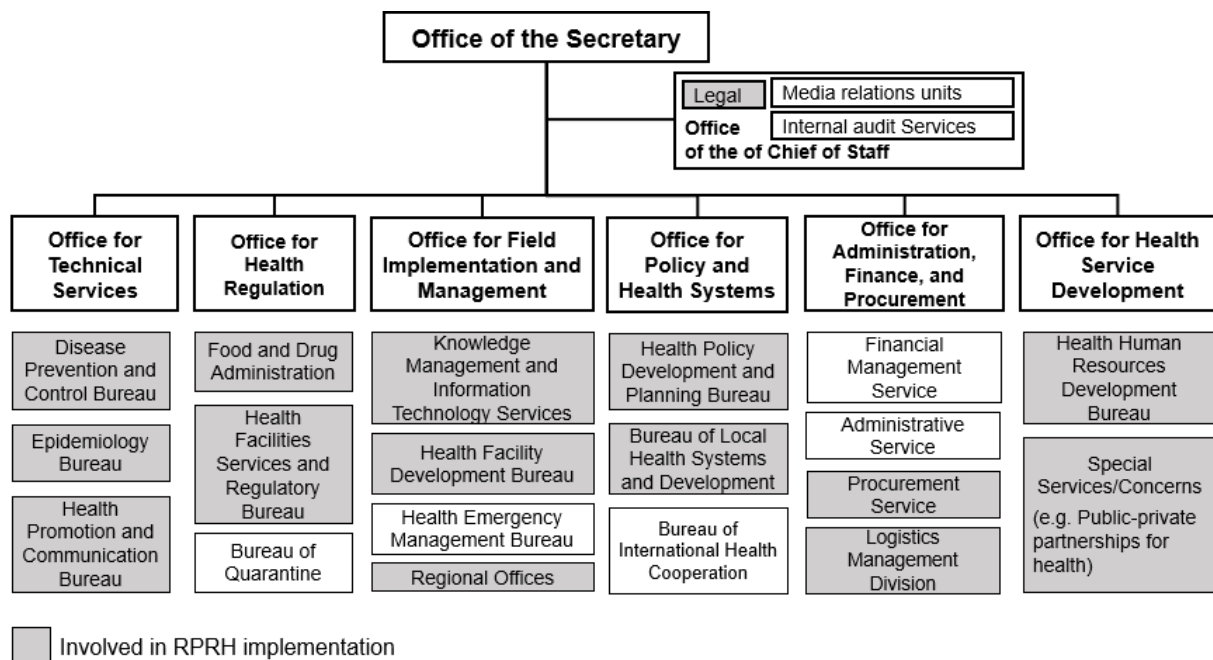 Office of the Secretary
Legal
Media relations units
Office
Internal audit Services
of the of Chief of Staff
Office for
Technical
Services
Office for
Health
Regulation
Office for Field
Implementation and
Management
Office for
Policy and
Health Systems
Office for
Administration,
Finance, and
Procurement
Office for Health
Service
Development
Disease
Prevention and
Control Bureau
Epidemiology
Bureau
Health
Promotion and
Communication
Bureau
Food and Drug
Administration
Health
Facilities
Services and
Regulatory
Bureau
Bureau of
Quarantine
Knowledge
Management and
Information
Technology Services
Health Facility
Development Bureau
Health Emergency
Management Bureau
Regional Offices
Health Policy
Development and
Planning Bureau
Bureau of Local
Health Systems
and Development
Bureau of
International Health
Cooperation
Financial
Management
Service
Administrative
Service
Procurement
Service
Logistics
Management
Division
Health Human
Resources
Development
Bureau
Special
Services/Concerns
(e.g. Public-private
partnerships for
health)
Involved in RPRH implementation